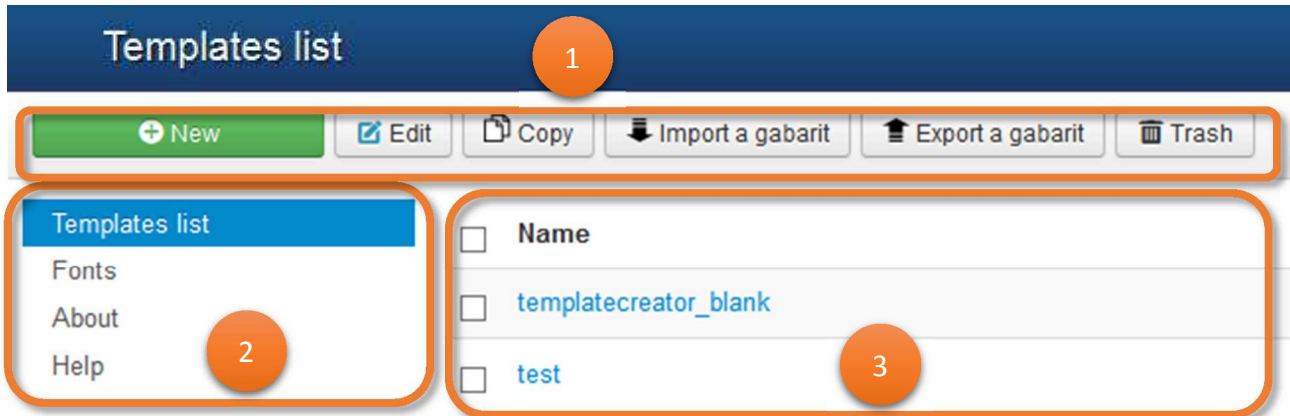 Templates list
1
New Edit Copy Import a gabarit Export a gabarit Trash
Templates list
Fonts
About
Help
2
Name
templatecreator_blank
test
3